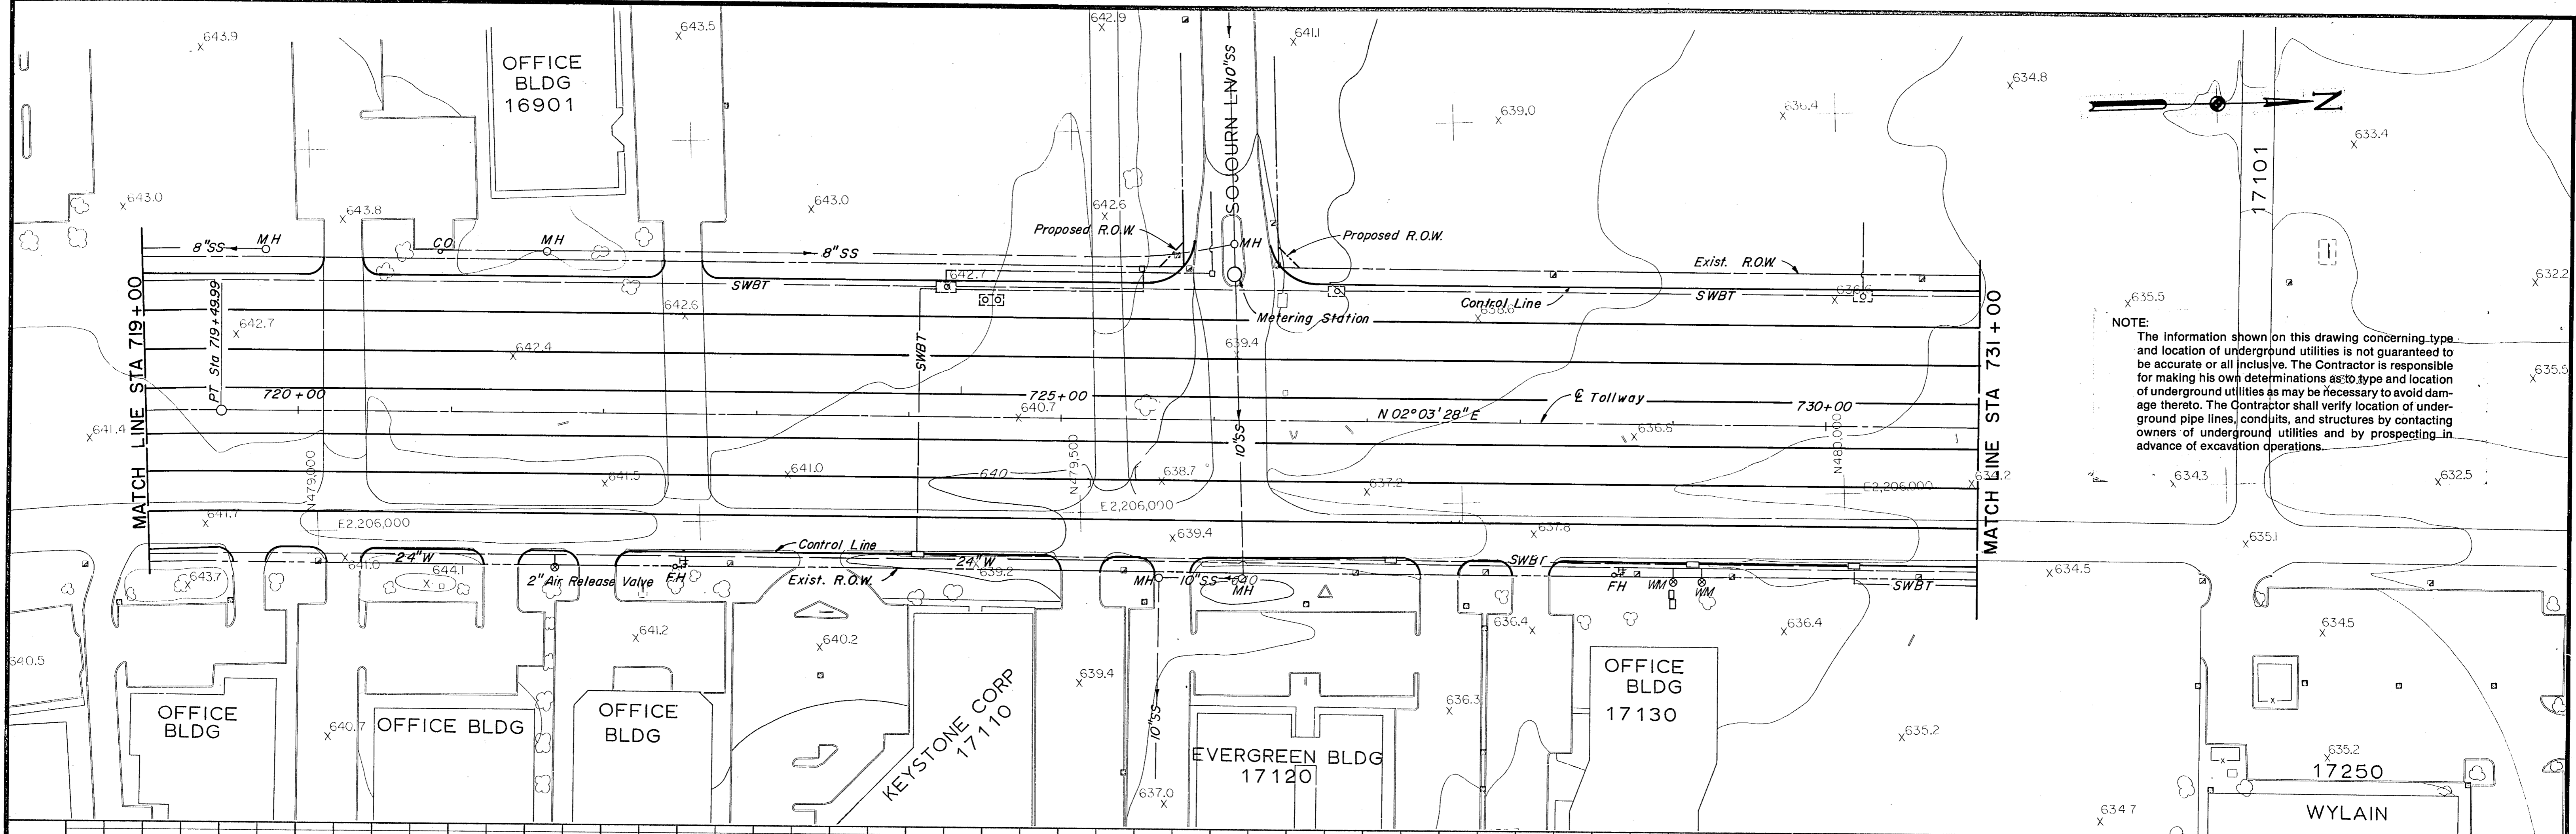 643.9
643.5
642.9
641.1
OFFICE
BLDG
16901
634.8
639.0
636.4
N
633.4
17101
SOJOURN LN
10"SS
643.0
643.8
643.0
642.6
Proposed R.O.W.
Proposed R.O.W.
8"SS
MH
CO
MH
8"SS
MH
Exist. R.O.W.
632.2
642.7
SWBT
SWBT
Control Line
635.5
MATCH LINE STA 719+00
PT Sta 719+49.99
642.7
642.6
642.4
SWBT
Metering Station
638.6
639.4
MATCH LINE STA 731+00
NOTE:
The information shown on this drawing concerning type
and location of underground utilities is not guaranteed to
be accurate or all inclusive. The Contractor is responsible
for making his own determinations as to type and location
of underground utilities as may be necessary to avoid dam-
age thereto. The Contractor shall verify location of under-
ground pipe lines, conduits, and structures by contacting
owners of underground utilities and by prospecting in
advance of excavation operations.
635.5
720+00
725+00
640.7
N 02°03'28" E
℄ Tollway
730+00
636.8
641.4
10"SS
N479,000
N479,500
N480,000
641.5
641.0
640
638.7
637.2
E2,206,000
634.2
634.3
632.5
641.7
E2,206,000
E2,206,000
639.4
637.8
635.1
Control Line
24"W
24"W
SWBT
641.0
643.7
644.1
2" Air Release Valve
F.H
Exist. R.O.W.
639.2
MH
10"SS
640
MH
FH
WM
WM
SWBT
634.5
640.5
641.2
640.2
636.4
636.4
634.5
639.4
636.3
OFFICE
BLDG
17130
OFFICE
BLDG
640.7
OFFICE BLDG
OFFICE
BLDG
KEYSTONE CORP
17110
10"SS
EVERGREEN BLDG
17120
635.2
635.2
17250
637.0
634.7
WYLAIN